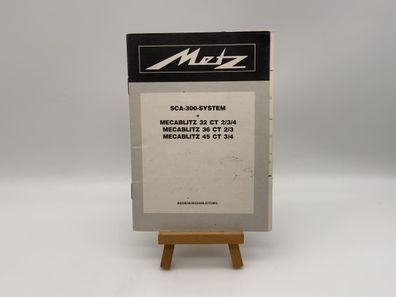 Metz
SCA-300-SYSTEM
+
MECABLITZ 32 CT 2/3/4
MECABLITZ 36 CT 2/3
MECABLITZ 45 CT 3/4
BEDIENUNGSANLEITUNG